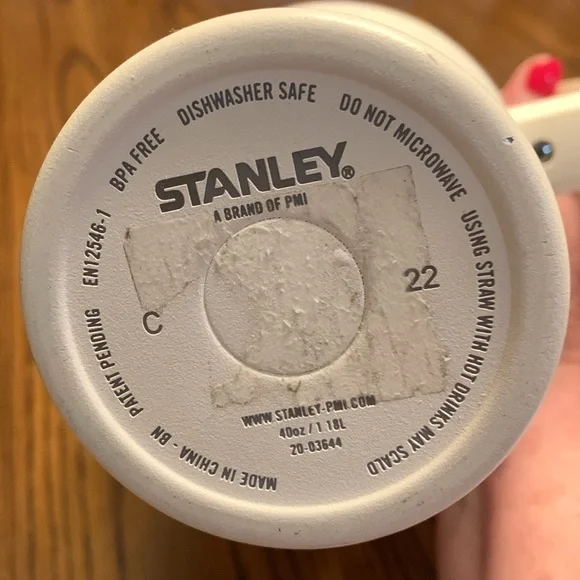 BPA FREE DISHWASHER SAFE DO NOT MICROWAVE USING STRAW WITH HOT DRINKS MAY SCALD
STANLEY®
A BRAND OF PMI
C
22
WWW.STANLEY-PMI.COM
40oz / 1.18L
20-03644
MADE IN CHINA - BN PATENT PENDING EN12546-1